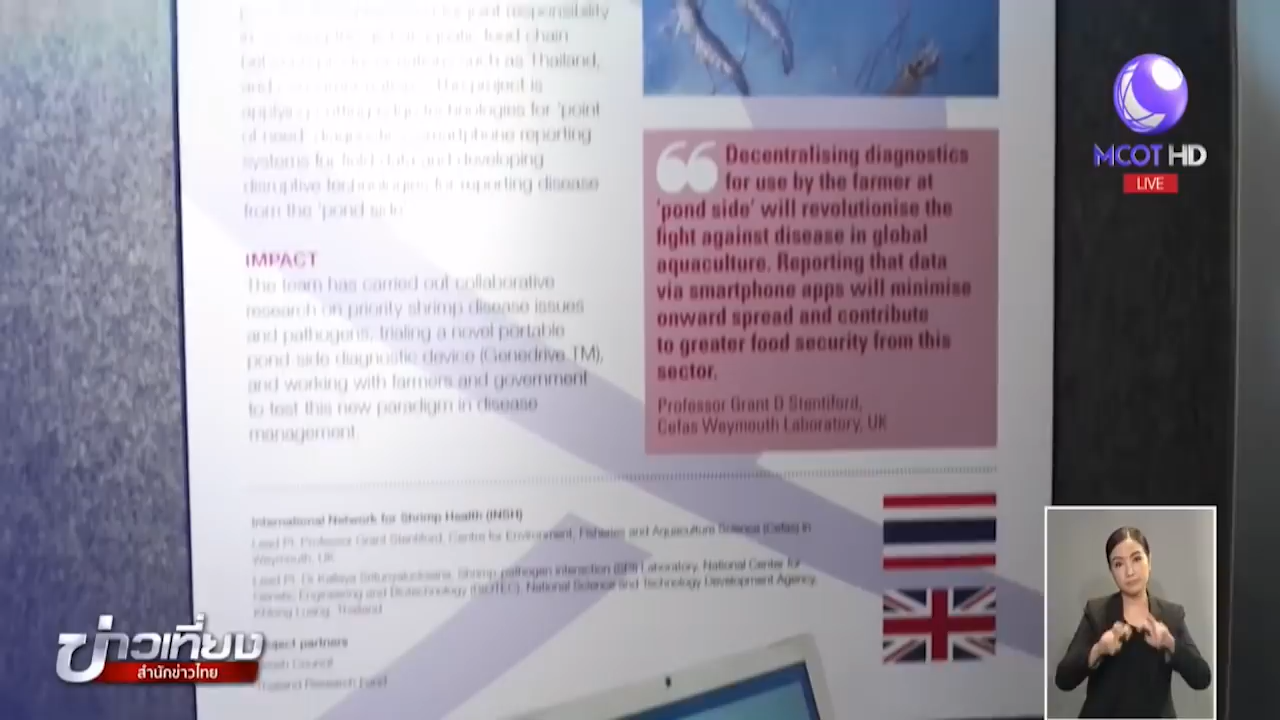 joint responsibility
food chain
such as Thailand,
and The project is
applying technologies for 'point
of need' smartphone reporting
systems for field data and developing
disruptive technologies for reporting disease
from the 'pond side
IMPACT
The team has carried out collaborative
research on priority shrimp disease issues
and pathogens, trialing a novel portable
pond-side diagnostic device (Genedrive TM),
and working with farmers and government
to test this new paradigm in disease
management.
Decentralising diagnostics
for use by the farmer at
'pond side' will revolutionise the
fight against disease in global
aquaculture. Reporting that data
via smartphone apps will minimise
onward spread and contribute
to greater food security from this
sector.
Professor Grant D Stentiford,
Cefas Weymouth Laboratory, UK
International Network for Shrimp Health (INSH)
Lead PI: Professor Grant Stentiford, Centre for Environment, Fisheries and Aquaculture Science (Cefas) in
Weymouth, UK
Lead PI: Dr Kallaya Shrimp pathogen interaction (SPI) Laboratory, National Center for
Genetic Engineering and Biotechnology (BIOTEC), National Science and Technology Development Agency,
Khlong Luang, Thailand
partners
Council
Thailand Research Fund
MCOT HD
LIVE
ข่าวเที่ยง
สำนักข่าวไทย